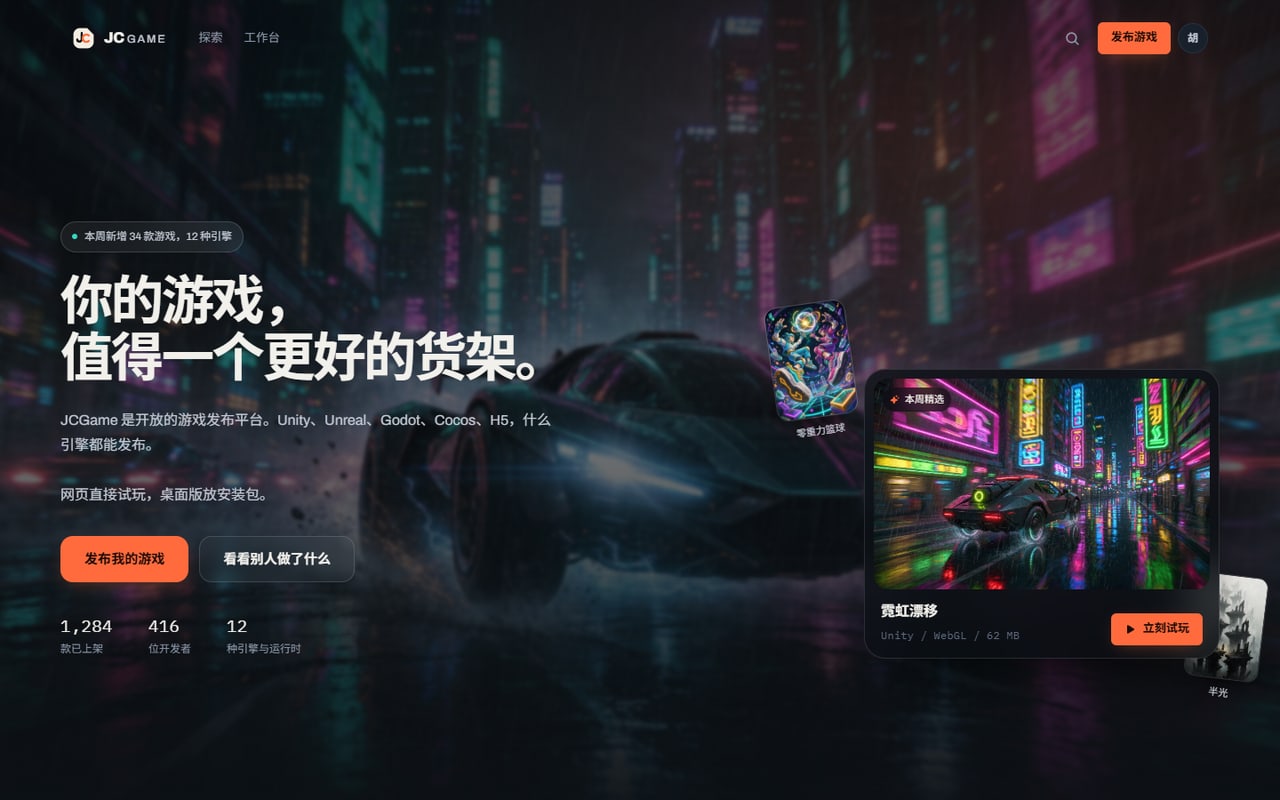 JC GAME
探索
工作台
发布游戏
胡
本周新增 34 款游戏，12 种引擎
你的游戏，
值得一个更好的货架。
JCGame 是开放的游戏发布平台。Unity、Unreal、Godot、Cocos、H5，什么
引擎都能发布。
网页直接试玩，桌面版放安装包。
发布我的游戏
看看别人做了什么
1,284
款已上架
416
位开发者
12
种引擎与运行时
零重力篮球
本周精选
霓虹漂移
Unity / WebGL / 62 MB
立刻试玩
半光